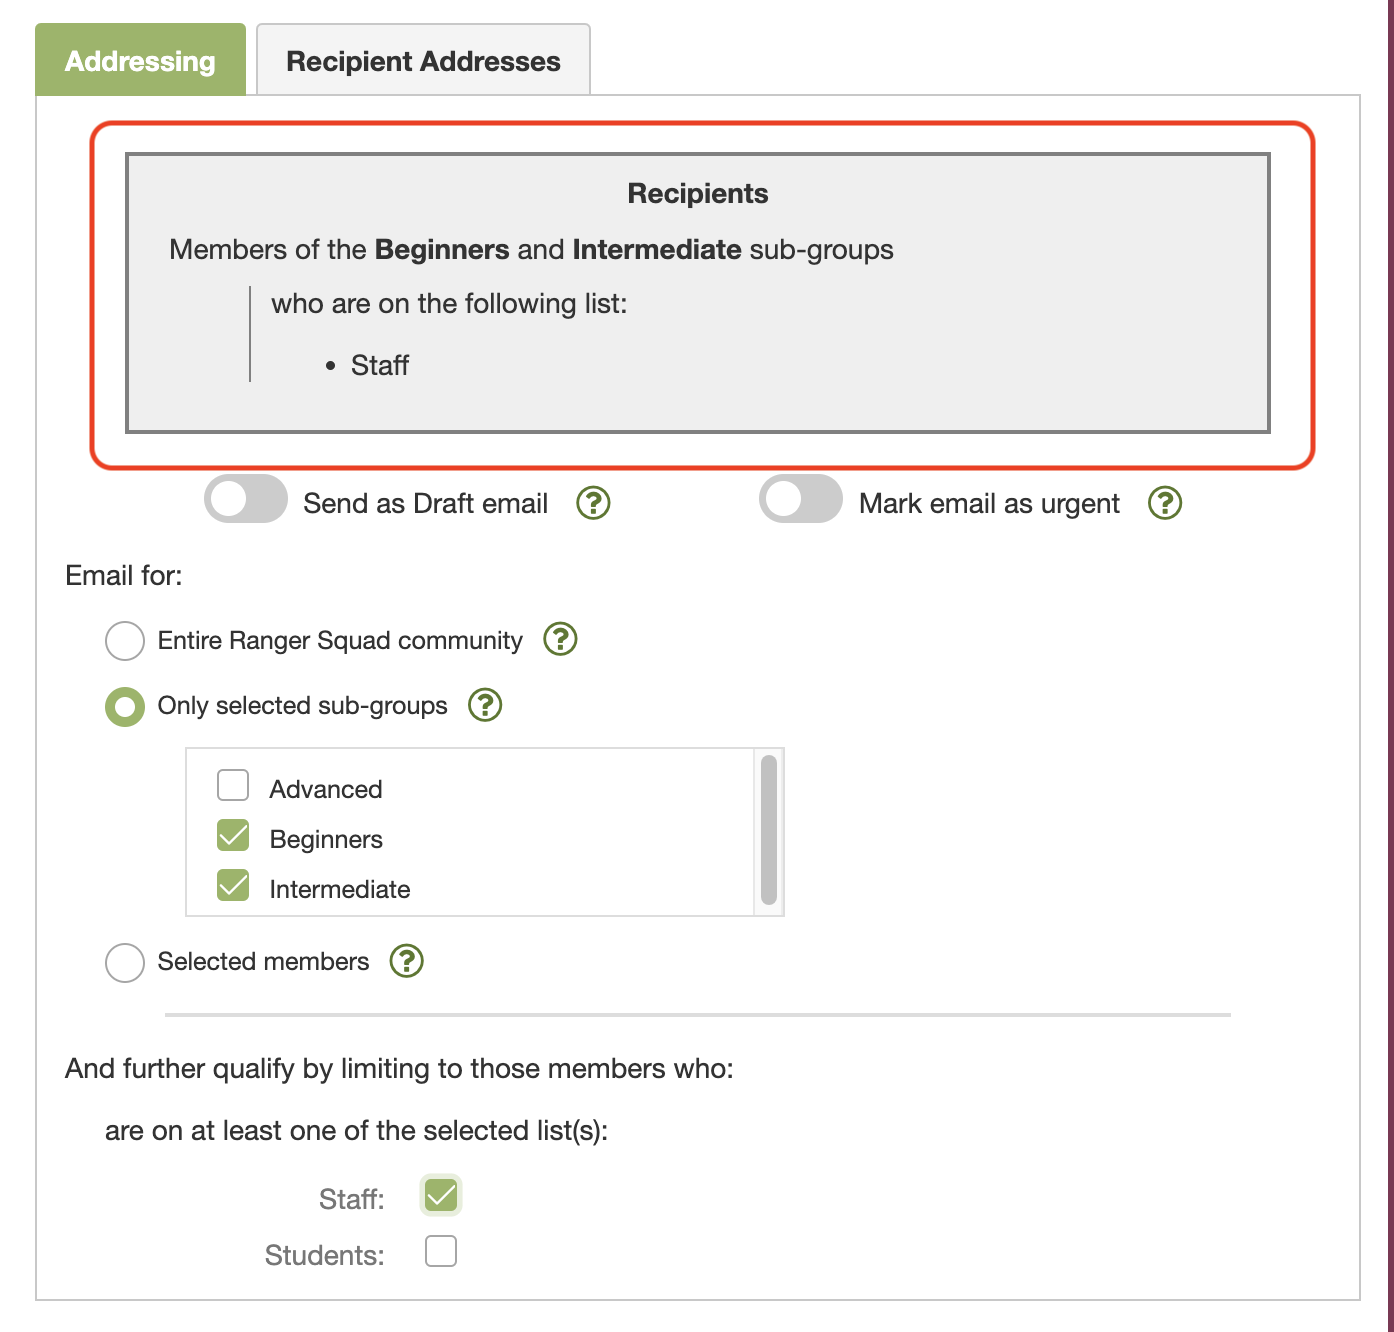 Addressing
Recipient Addresses
Recipients
Members of the Beginners and Intermediate sub-groups
who are on the following list:
• Staff
Send as Draft email ?
Mark email as urgent ?
Email for:
Entire Ranger Squad community ?
Only selected sub-groups ?
Advanced
Beginners
Intermediate
Selected members ?
And further qualify by limiting to those members who:
are on at least one of the selected list(s):
Staff:
Students: